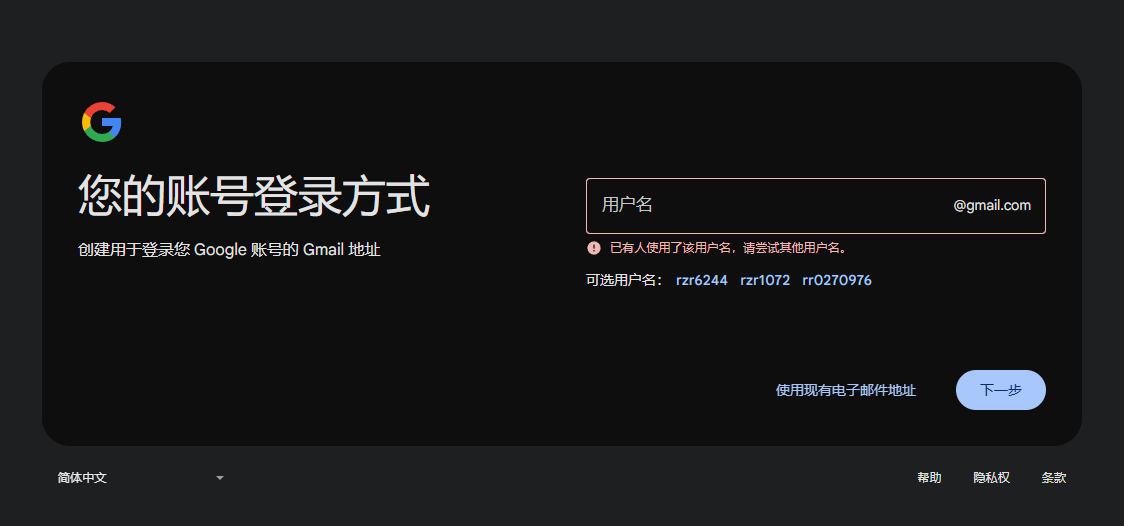 您的账号登录方式
创建用于登录您 Google 账号的 Gmail 地址
用户名 @gmail.com
已有人使用了该用户名，请尝试其他用户名。
可选用户名： rzr6244 rzr1072 rr0270976
使用现有电子邮件地址 下一步
简体中文 帮助 隐私权 条款